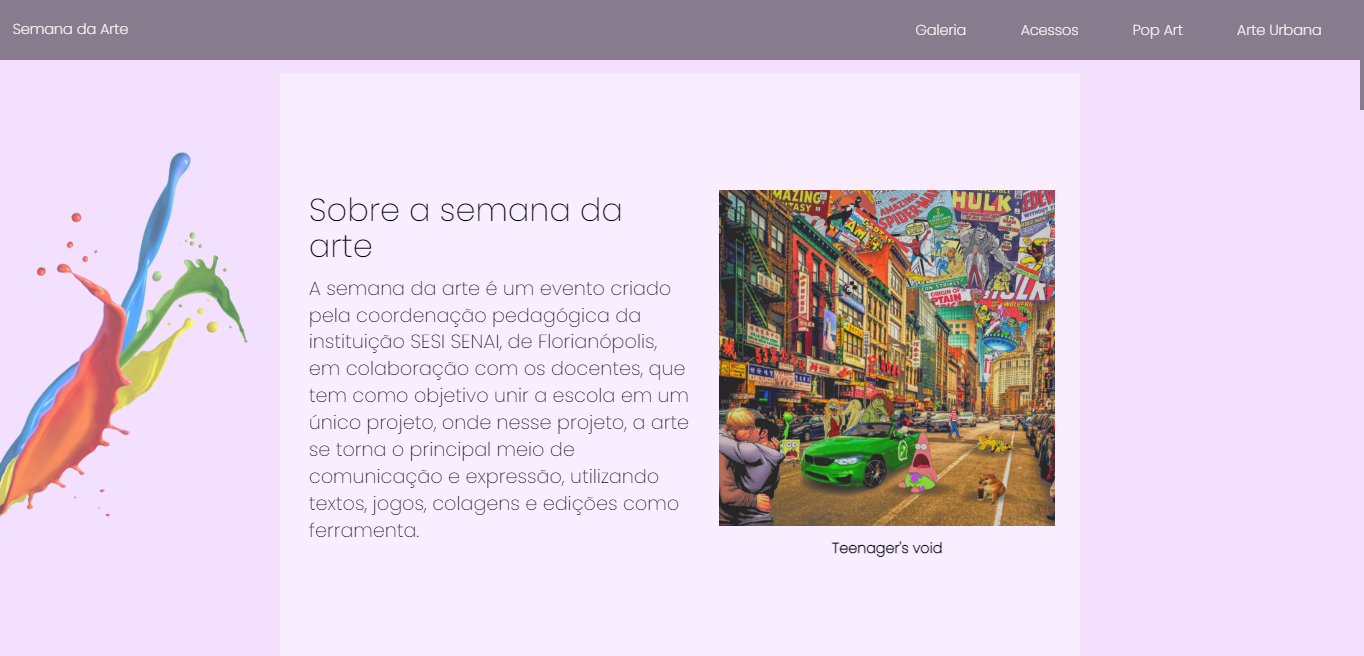 Semana da Arte
Galeria
Acessos
Pop Art
Arte Urbana
Sobre a semana da
arte
A semana da arte é um evento criado
pela coordenação pedagógica da
instituição SESI SENAI, de Florianópolis,
em colaboração com os docentes, que
tem como objetivo unir a escola em um
único projeto, onde nesse projeto, a arte
se torna o principal meio de
comunicação e expressão, utilizando
textos, jogos, colagens e edições como
ferramenta.
AMAZING
HULK
AMAZING
SPIDER-MAN
HULK
Teenager's void